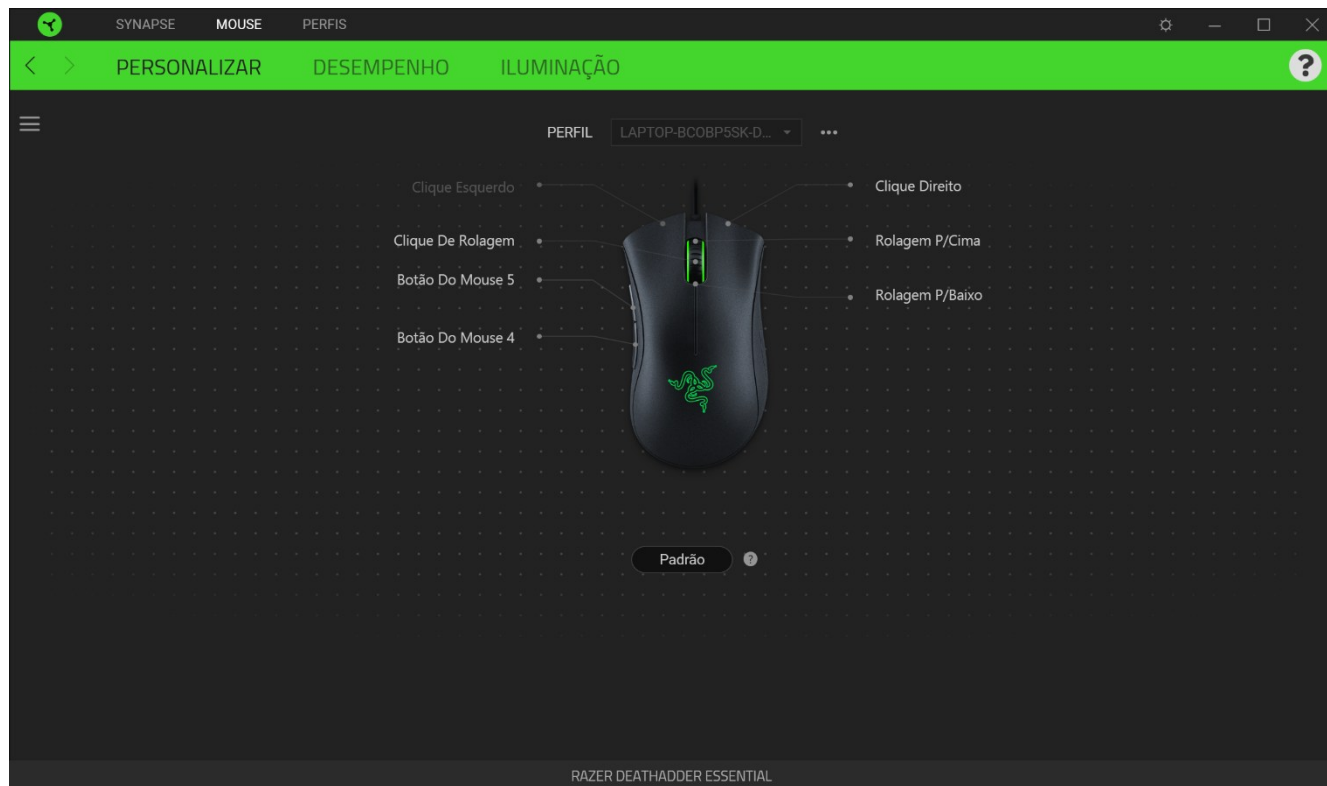 SYNAPSE MOUSE PERFIS
PERSONALIZAR DESEMPENHO ILUMINAÇÃO ?
PERFIL LAPTOP-BCOBP5SK-D...
Clique Esquerdo Clique Direito
Clique De Rolagem Rolagem P/Cima
Botão Do Mouse 5 Rolagem P/Baixo
Botão Do Mouse 4
Padrão ?
RAZER DEATHADDER ESSENTIAL